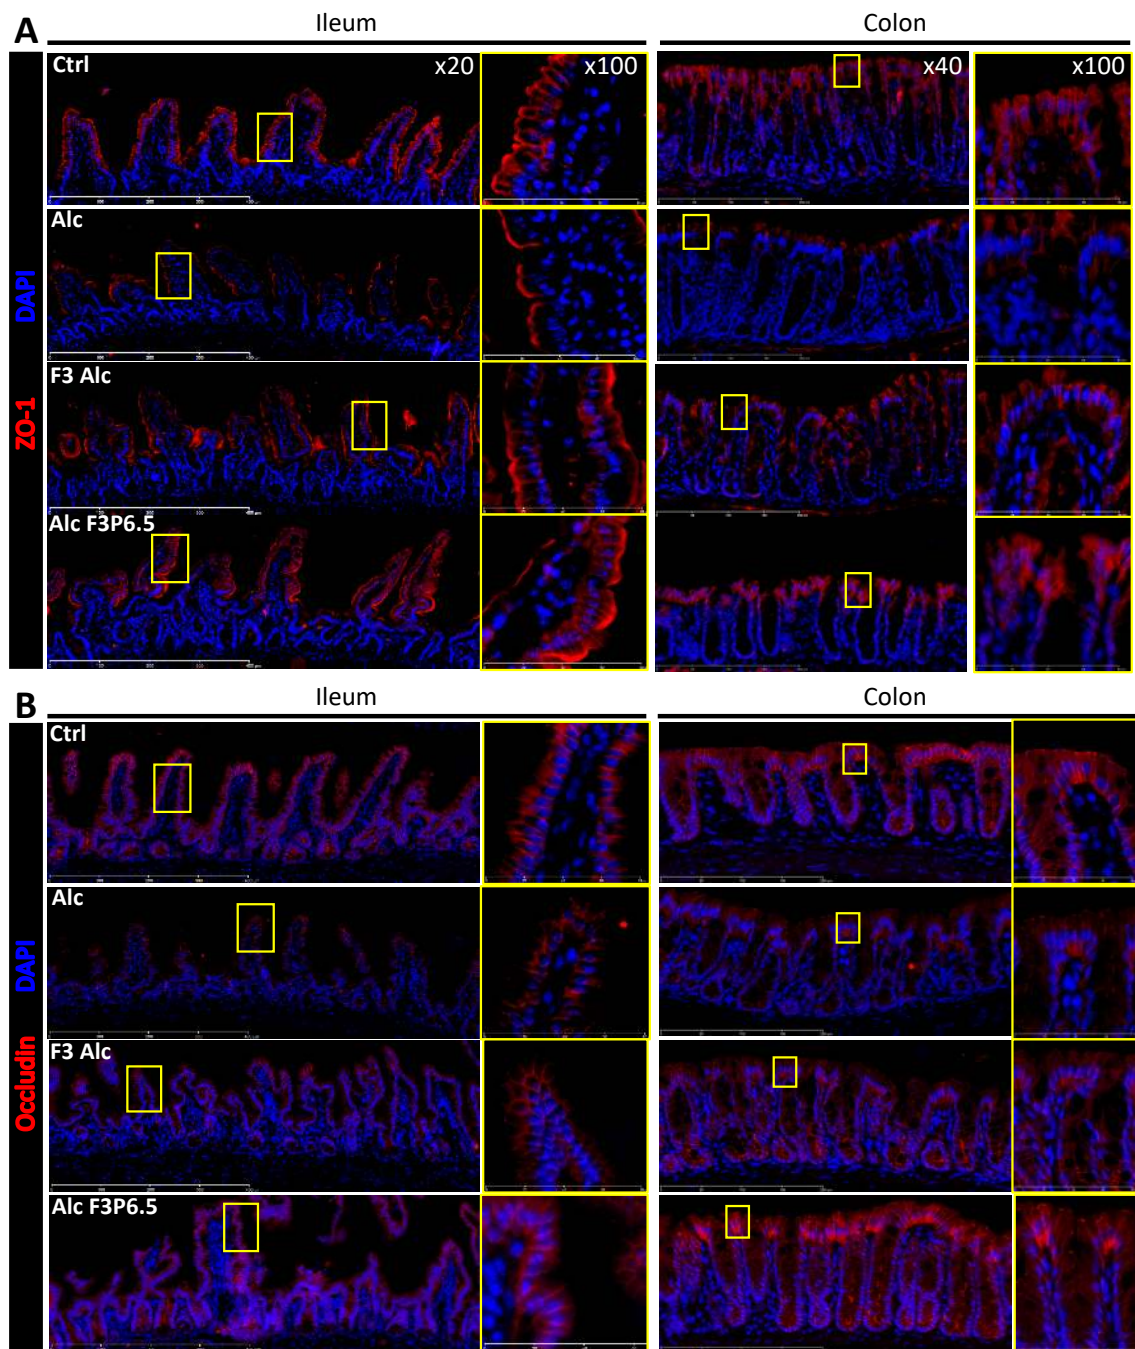 A
Ileum
Colon
Ctrl
x20
x100
x40
x100
Alc
F3 Alc
Alc F3P6.5
ZO-1 DAPI
B
Ileum
Colon
Ctrl
Alc
F3 Alc
Alc F3P6.5
Occludin DAPI